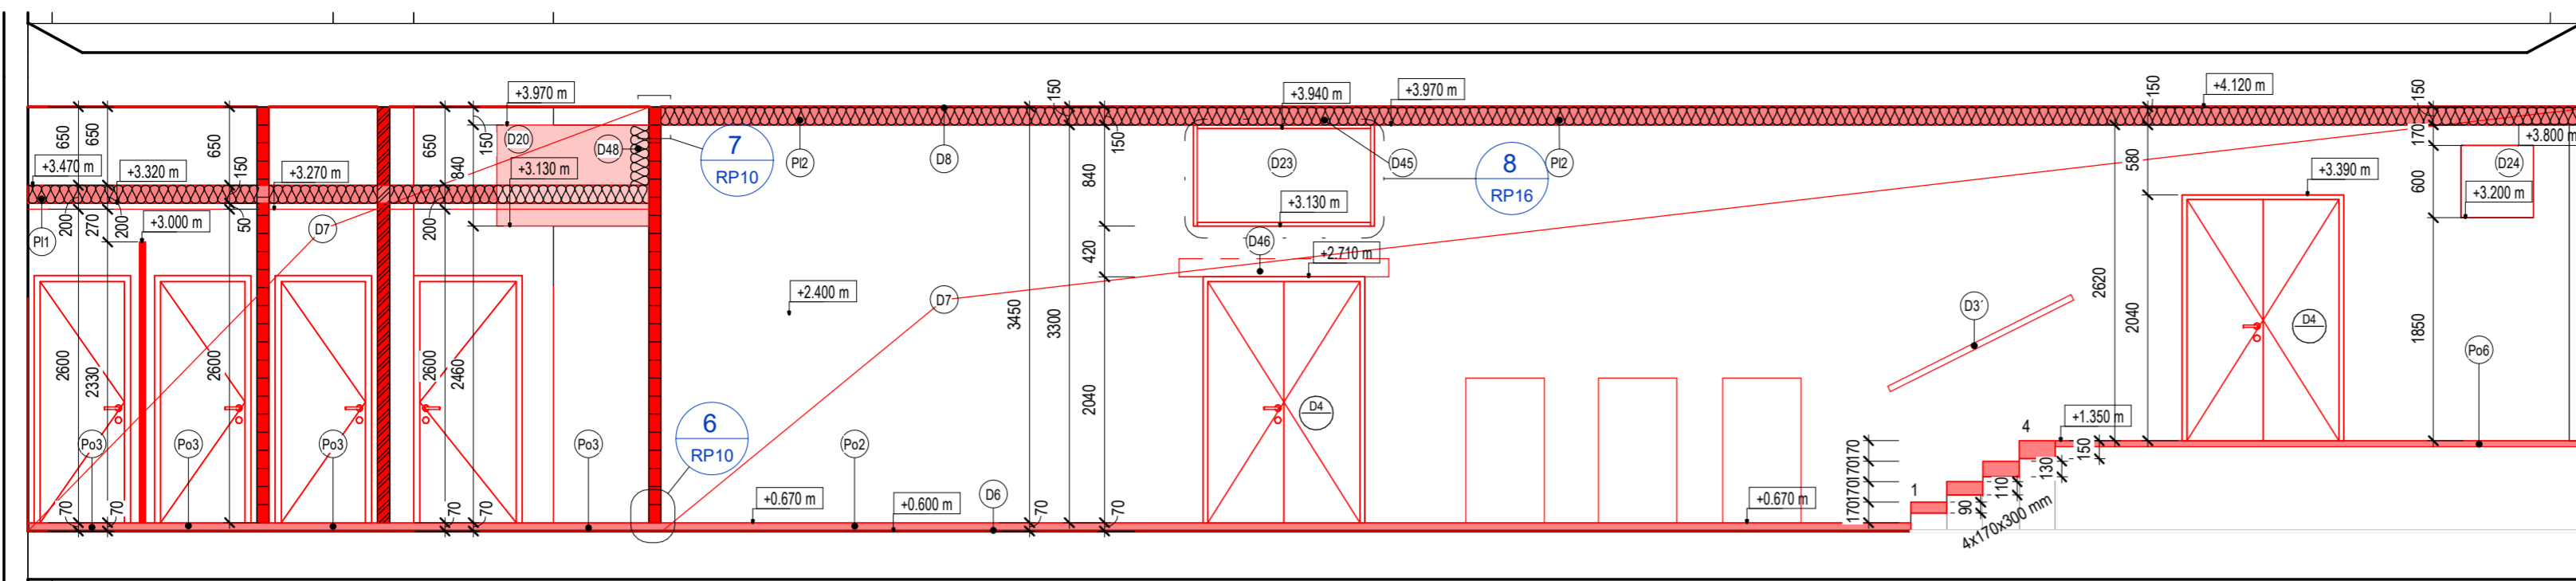 +3.970 m
+3.940 m
+3.970 m
+4.120 m
150
150
150
650
650
650
150
650
840
150
D20
D48
7
RP10
Pl2
D8
150
D23
D45
8
RP16
Pl2
580
170
+3.800 m
D24
+3.470 m
+3.320 m
+3.270 m
+3.130 m
840
+3.390 m
600
+3.200 m
+3.130 m
Pl1
200
270
200
+3.000 m
50
D7
200
420
D46
+2.710 m
+2.400 m
D7
3450
3300
D3´
2620
2040
D4
1850
Po6
2600
2330
2600
2600
2460
2040
D4
6
RP10
4
+1.350 m
150
Po3
Po3
Po3
Po3
Po2
170
170
170
170
130
110
90
1
4x170x300 mm
70
70
70
70
+0.670 m
+0.600 m
D6
70
70
+0.670 m